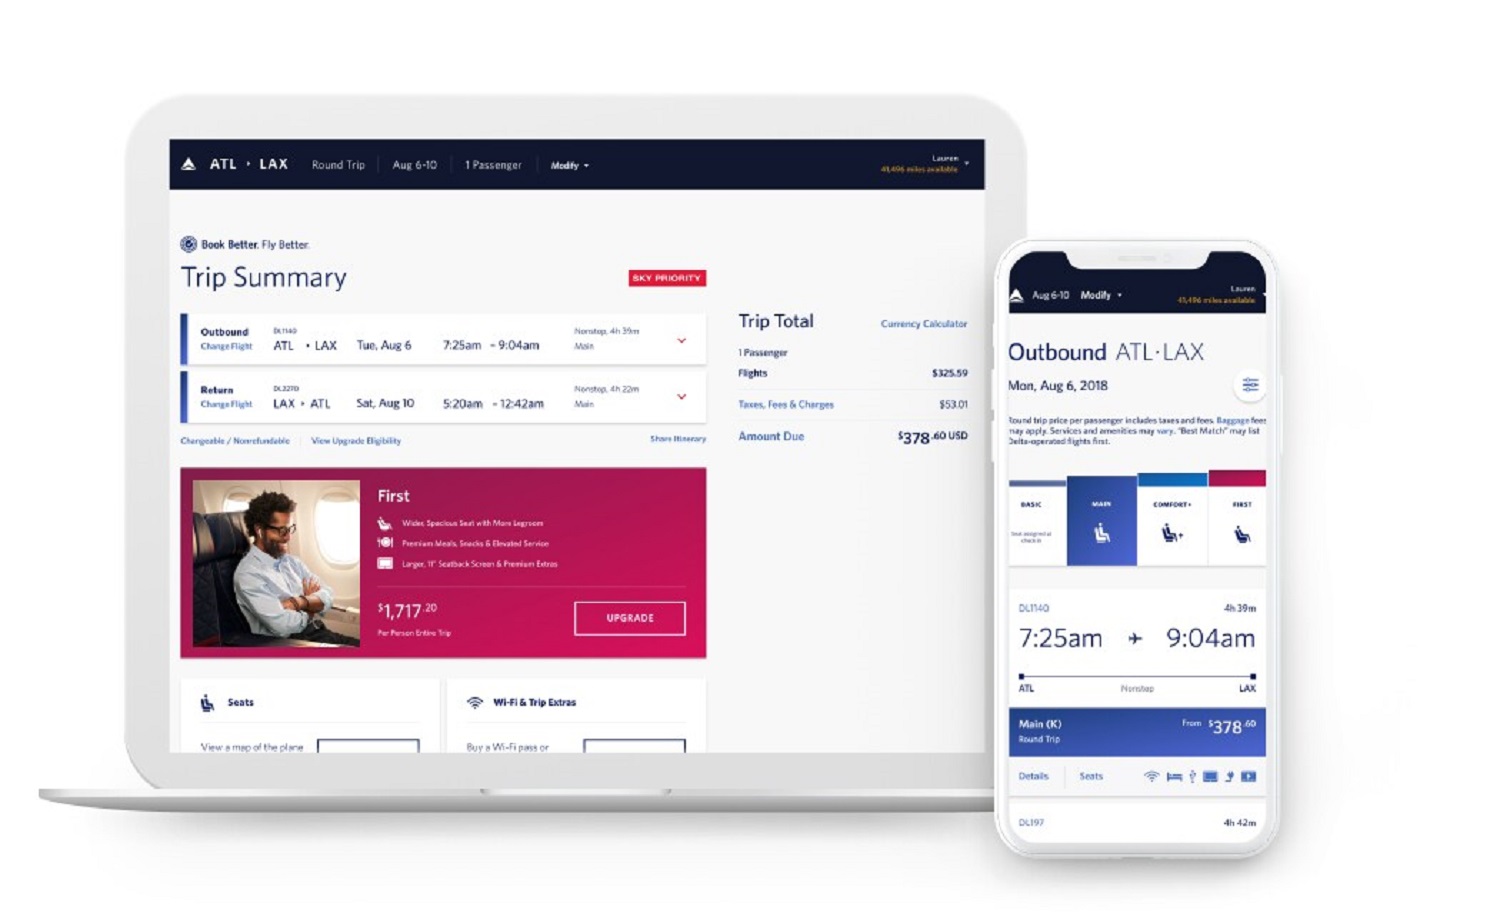 ATL · LAX Round Trip Aug 6-10 1 Passenger Modify
Lauren
41,496 miles available
Book Better. Fly Better.
Trip Summary
SKY PRIORITY
Outbound DL1140 Nonstop, 4h 39m
Change Flight ATL · LAX Tue, Aug 6 7:25am - 9:04am Main
Return DL2270 Nonstop, 4h 22m
Change Flight LAX · ATL Sat, Aug 10 5:20am - 12:42am Main
Chargeable / Nonrefundable View Upgrade Eligibility Share Itinerary
Trip Total Currency Calculator
1 Passenger
Flights $325.59
Taxes, Fees & Charges $53.01
Amount Due $378.60 USD
First
Wider, Spacious Seat with More Legroom
Premium Meals, Snacks & Elevated Service
Larger, 11" Seatback Screen & Premium Extras
$1,717.20
Per Person Entire Trip
UPGRADE
Seats
View a map of the plane
Wi-Fi & Trip Extras
Buy a Wi-Fi pass or
Aug 6-10 Modify
Lauren
41,496 miles available
Outbound ATL·LAX
Mon, Aug 6, 2018
Round trip price per passenger includes taxes and fees. Baggage fees
may apply. Services and amenities may vary. "Best Match" may list
Delta-operated flights first.
BASIC MAIN COMFORT+ FIRST
Seat assigned at
check in
DL1140 4h 39m
7:25am 9:04am
ATL Nonstop LAX
Main (K) From $378.60
Round Trip
Details Seats
DL197 4h 42m